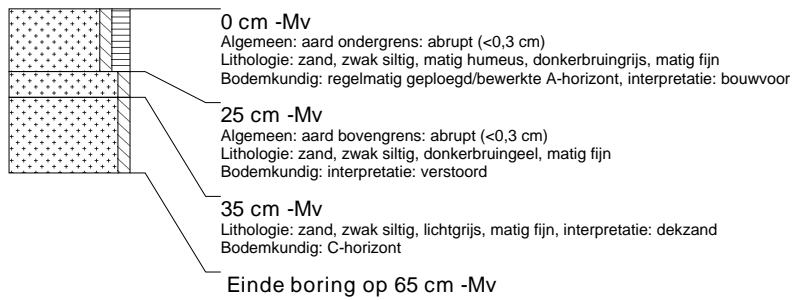 0 cm -Mv
Algemeen: aard ondergrens: abrupt (<0,3 cm)
Lithologie: zand, zwak siltig, matig humeus, donkerbruingrijs, matig fijn
Bodemkundig: regelmatig geploegd/bewerkte A-horizont, interpretatie: bouwvoor
25 cm -Mv
Algemeen: aard bovengrens: abrupt (<0,3 cm)
Lithologie: zand, zwak siltig, donkerbruingeel, matig fijn
Bodemkundig: interpretatie: verstoord
35 cm -Mv
Lithologie: zand, zwak siltig, lichtgrijs, matig fijn, interpretatie: dekzand
Bodemkundig: C-horizont
Einde boring op 65 cm -Mv